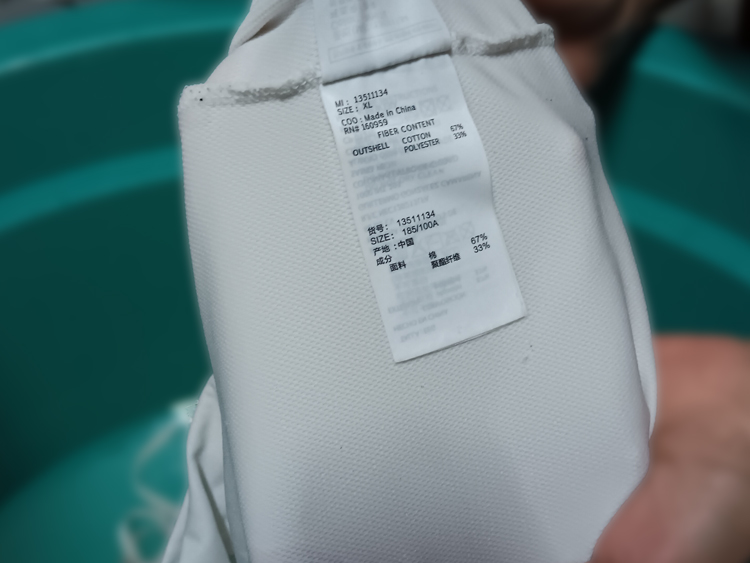 MI: 13511134
SIZE: XL
COO: Made in China
RN# 160959
FIBER CONTENT
OUTSHELL COTTON 67%
POLYESTER 33%
货号: 13511134
SIZE: 185/100A
产地:中国
成分
面料 棉 67%
聚酯纤维 33%